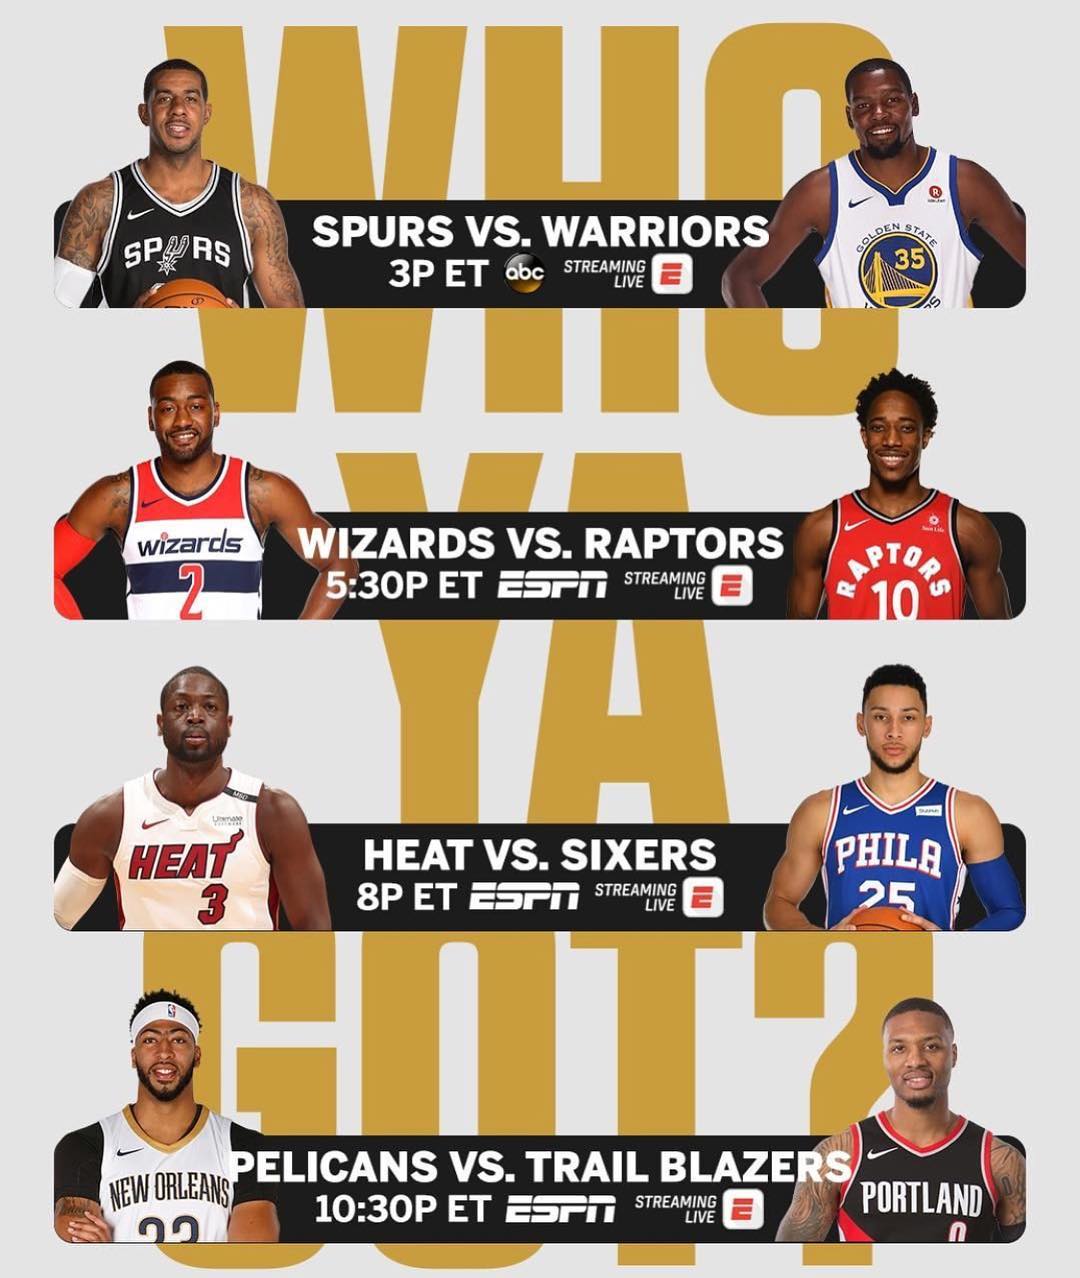 WHO
SPURS
GOLDEN STATE
35
SPURS VS. WARRIORS
3P ET abc STREAMING LIVE E
YA
wizards
2
RAPTORS
10
WIZARDS VS. RAPTORS
5:30P ET ESPN STREAMING LIVE E
HEAT
3
PHILA
25
HEAT VS. SIXERS
8P ET ESPN STREAMING LIVE E
GOT?
NEW ORLEANS
PORTLAND
0
PELICANS VS. TRAIL BLAZERS
10:30P ET ESPN STREAMING LIVE E